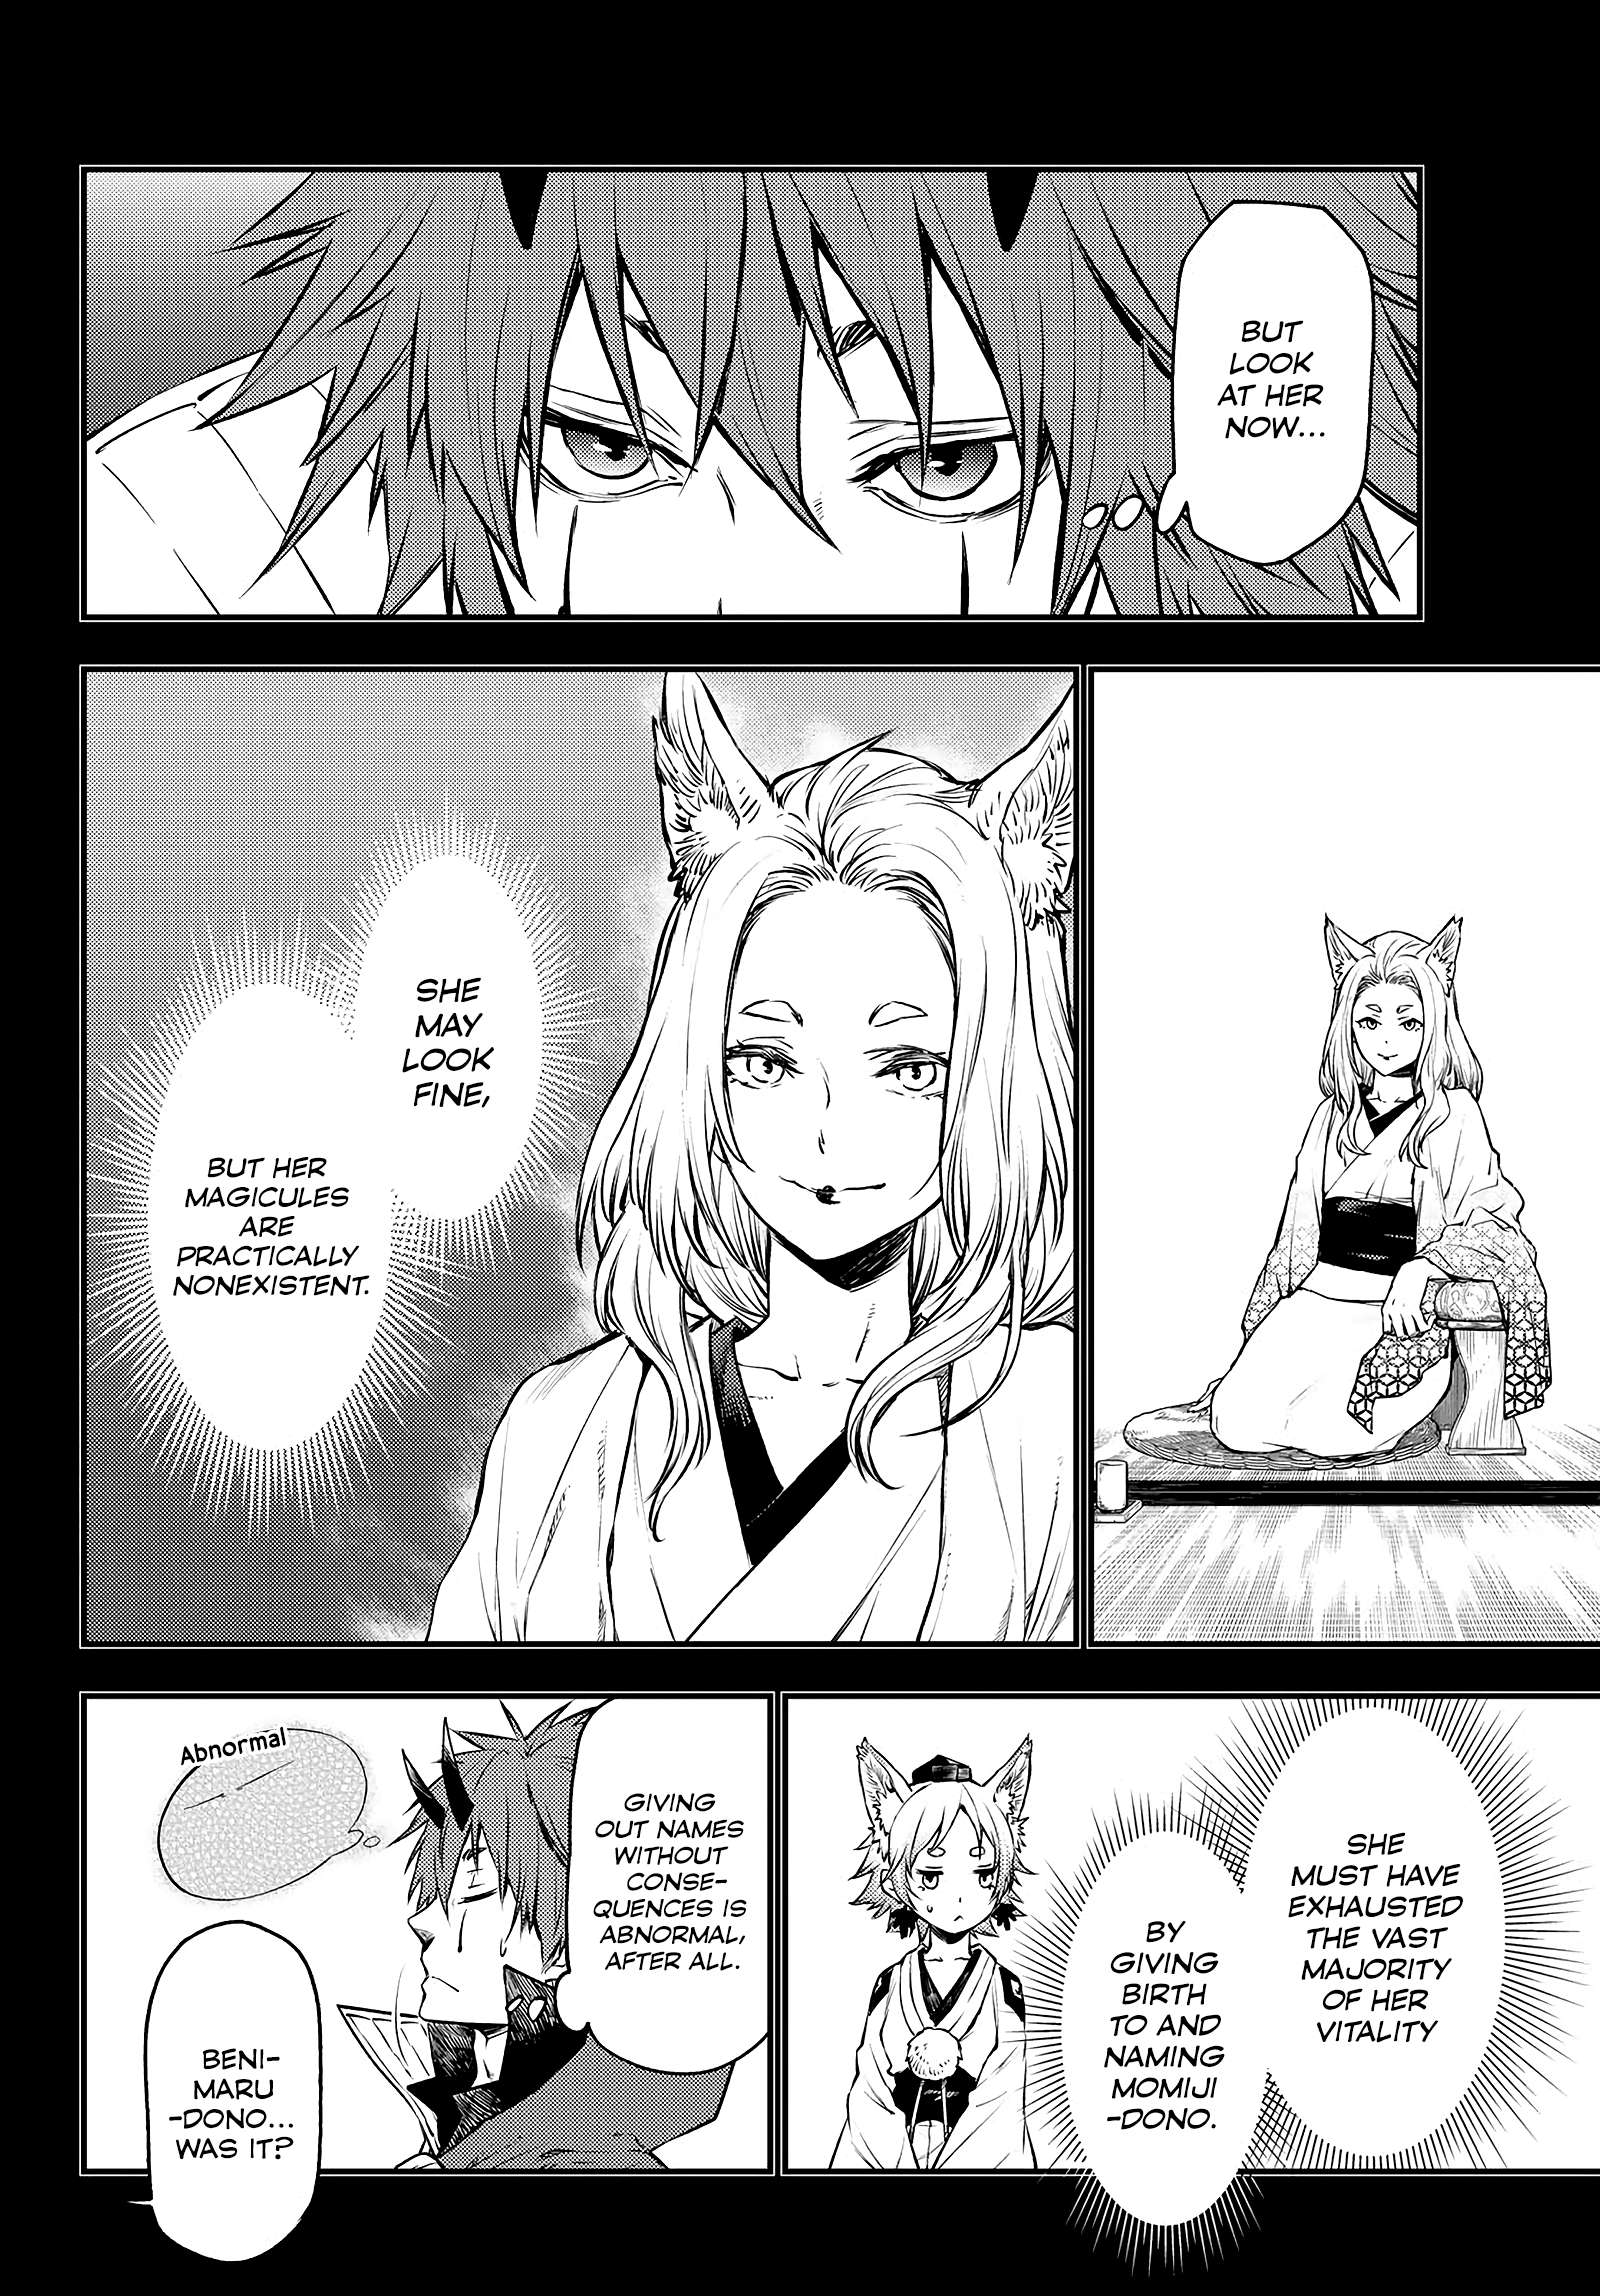 BUT
LOOK
AT HER
NOW...
SHE
MAY
LOOK
FINE,
BUT HER
MAGICULES
ARE
PRACTICALLY
NONEXISTENT.
SHE
MUST HAVE
EXHAUSTED
THE VAST
MAJORITY
OF HER
VITALITY
BY
GIVING
BIRTH
TO AND
NAMING
MOMIJI
-DONO.
GIVING
OUT NAMES
WITHOUT
CONSE-
QUENCES IS
ABNORMAL,
AFTER ALL.
Abnormal
BENI-
MARU
-DONO...
WAS IT?